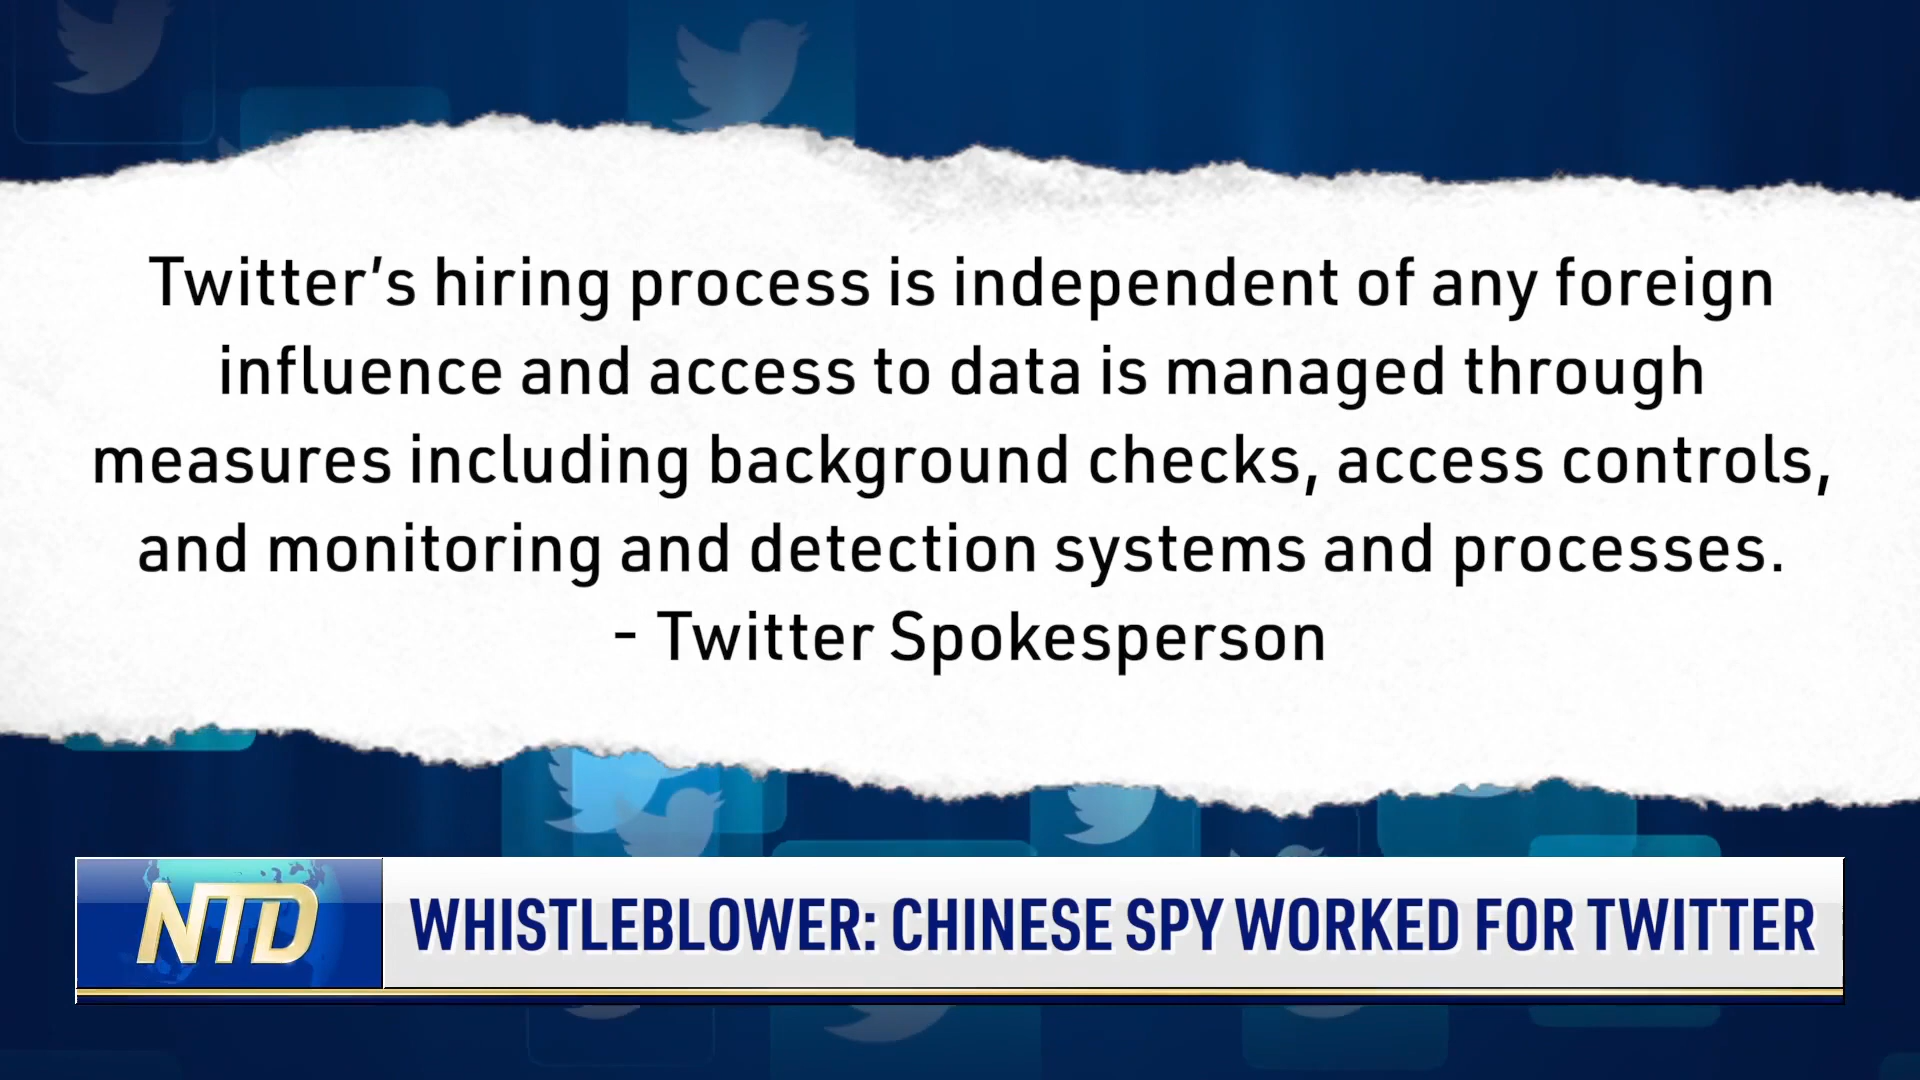 Twitter’s hiring process is independent of any foreign
influence and access to data is managed through
measures including background checks, access controls,
and monitoring and detection systems and processes.
- Twitter Spokesperson
NTD
WHISTLEBLOWER: CHINESE SPY WORKED FOR TWITTER